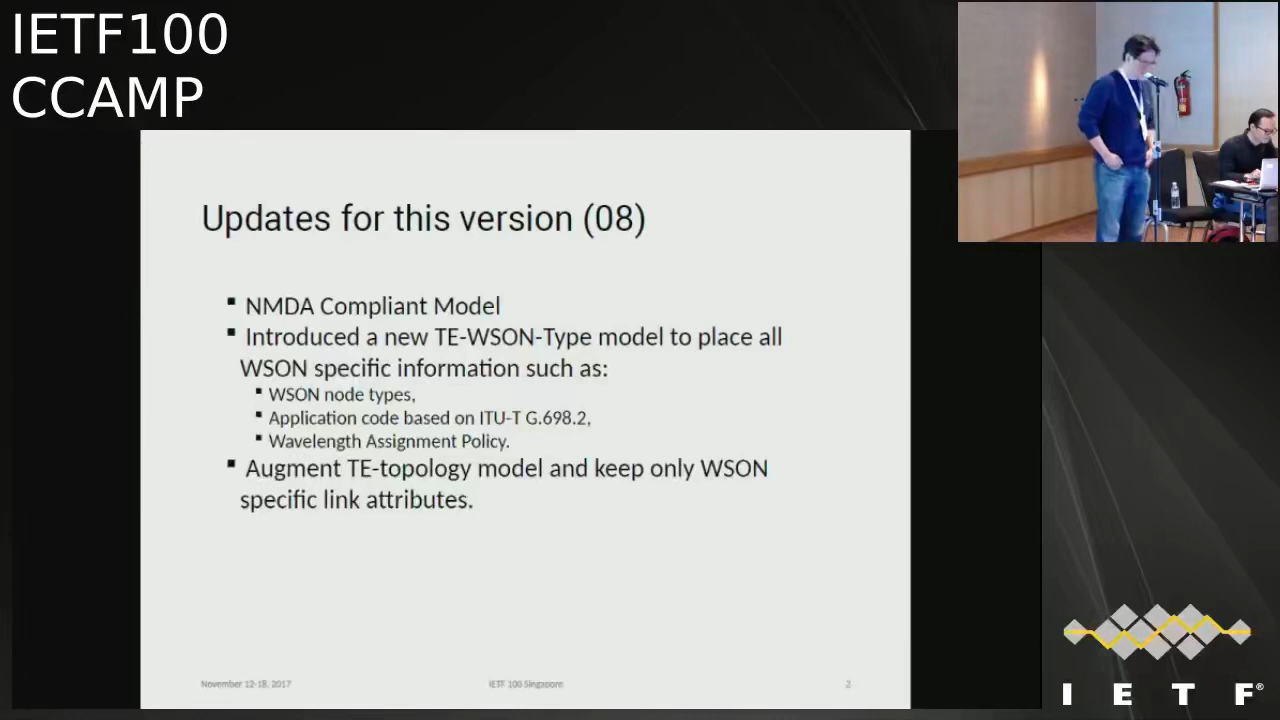 IETF100
CCAMP
Updates for this version (08)
▪ NMDA Compliant Model
▪ Introduced a new TE-WSON-Type model to place all
WSON specific information such as:
▪ WSON node types,
▪ Application code based on ITU-T G.698.2,
▪ Wavelength Assignment Policy.
▪ Augment TE-topology model and keep only WSON
specific link attributes.
November 12-18, 2017
IETF 100 Singapore
2
I E T F®